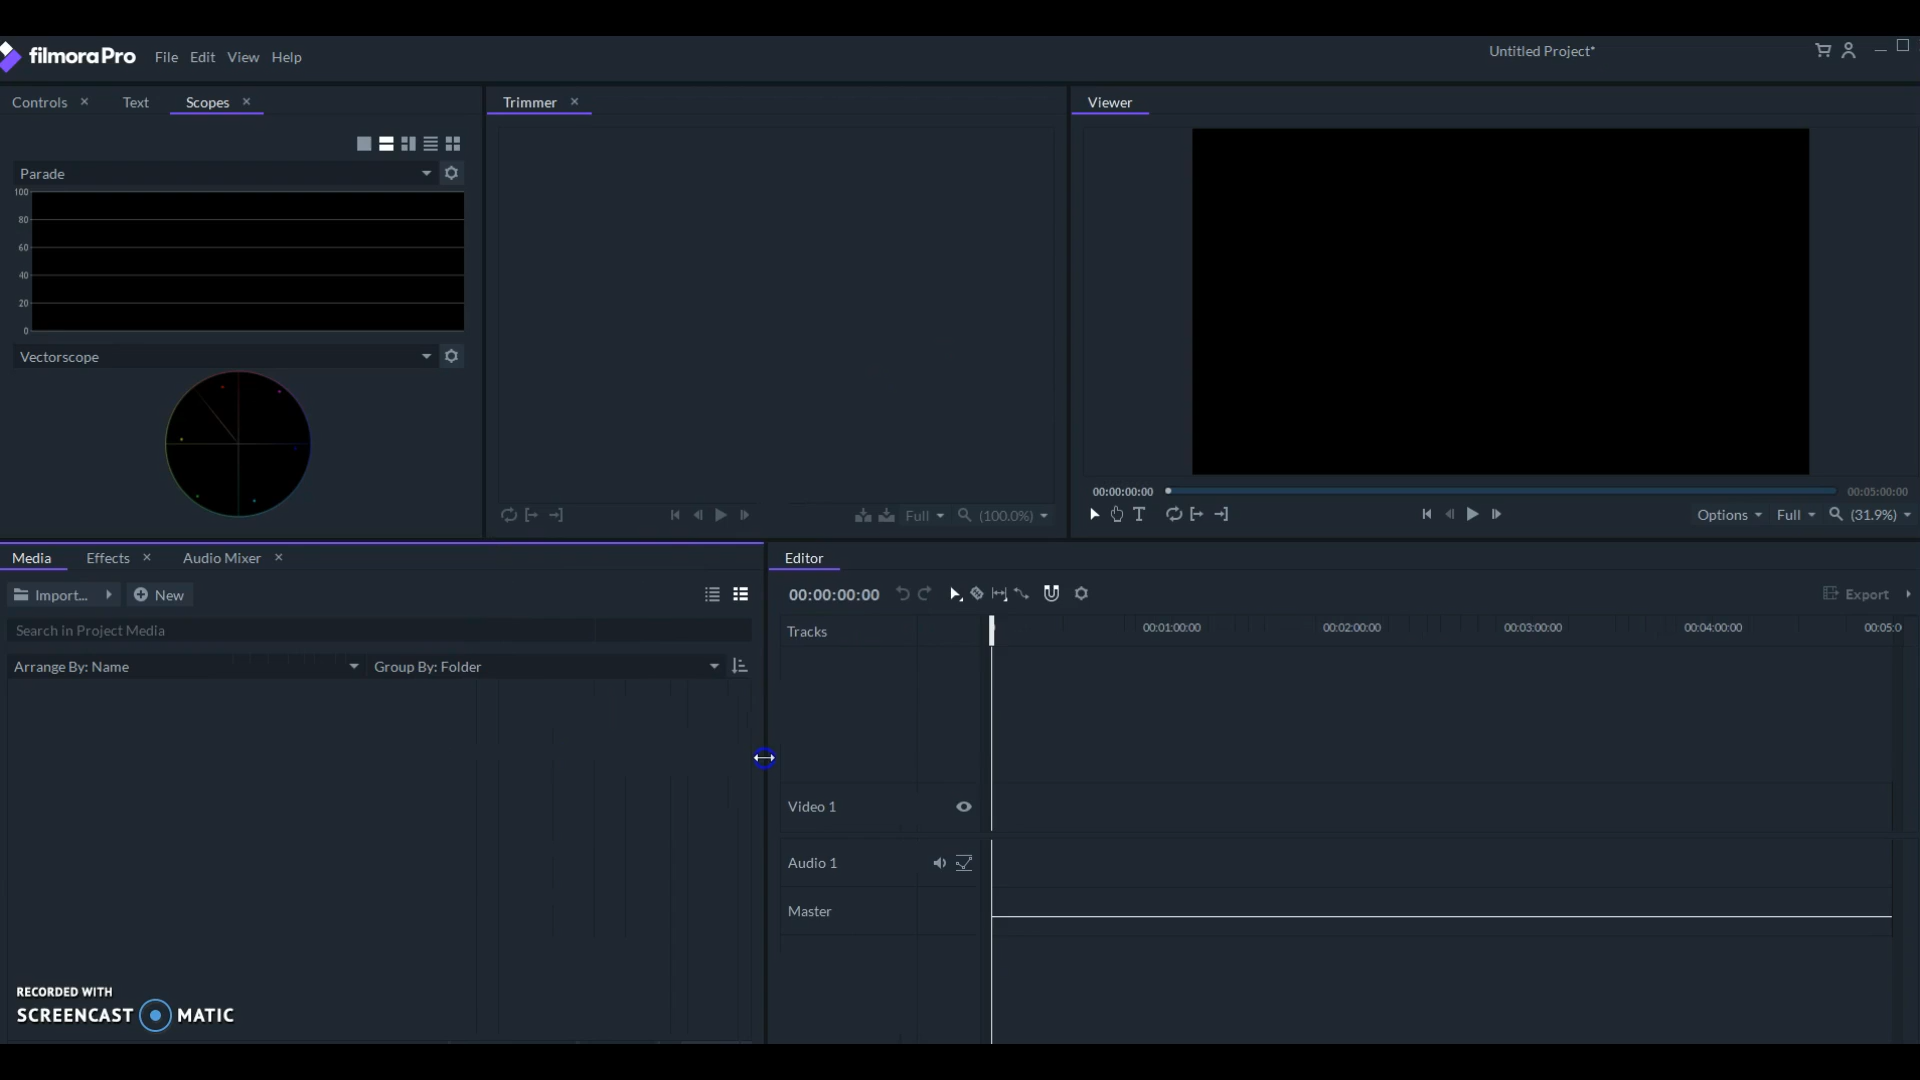 filmoraPro File Edit View Help
Untitled Project*
Controls × Text Scopes ×
Trimmer ×
Viewer
Parade
100
80
60
40
20
0
Vectorscope
Full (100.0%)
00:00:00:00
00:05:00:00
Options Full (31.9%)
Media Effects × Audio Mixer ×
Editor
Import... New
00:00:00:00
Export
Search in Project Media
Tracks
00:01:00:00 00:02:00:00 00:03:00:00 00:04:00:00 00:05:0
Arrange By: Name Group By: Folder
Video 1
Audio 1
Master
RECORDED WITH
SCREENCAST MATIC